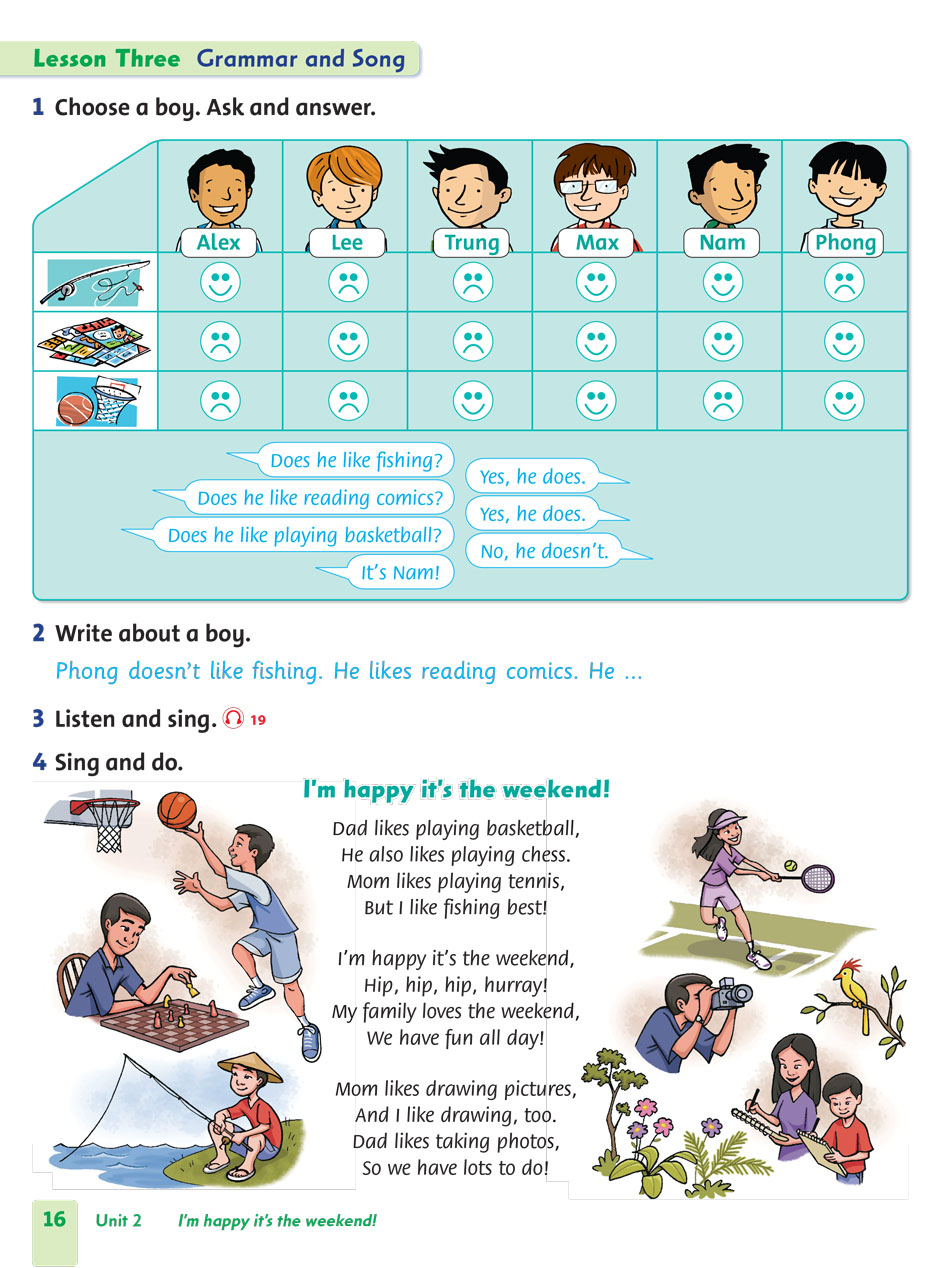 Lesson Three Grammar and Song
1 Choose a boy. Ask and answer.
Alex Lee Trung Max Nam Phong
Does he like fishing?
Yes, he does.
Does he like reading comics?
Yes, he does.
Does he like playing basketball?
No, he doesn't.
It's Nam!
2 Write about a boy.
Phong doesn't like fishing. He likes reading comics. He ...
3 Listen and sing. 19
4 Sing and do.
I'm happy it's the weekend!
Dad likes playing basketball,
He also likes playing chess.
Mom likes playing tennis,
But I like fishing best!
I'm happy it's the weekend,
Hip, hip, hip, hurray!
My family loves the weekend,
We have fun all day!
Mom likes drawing pictures,
And I like drawing, too.
Dad likes taking photos,
So we have lots to do!
16 Unit 2 I'm happy it's the weekend!